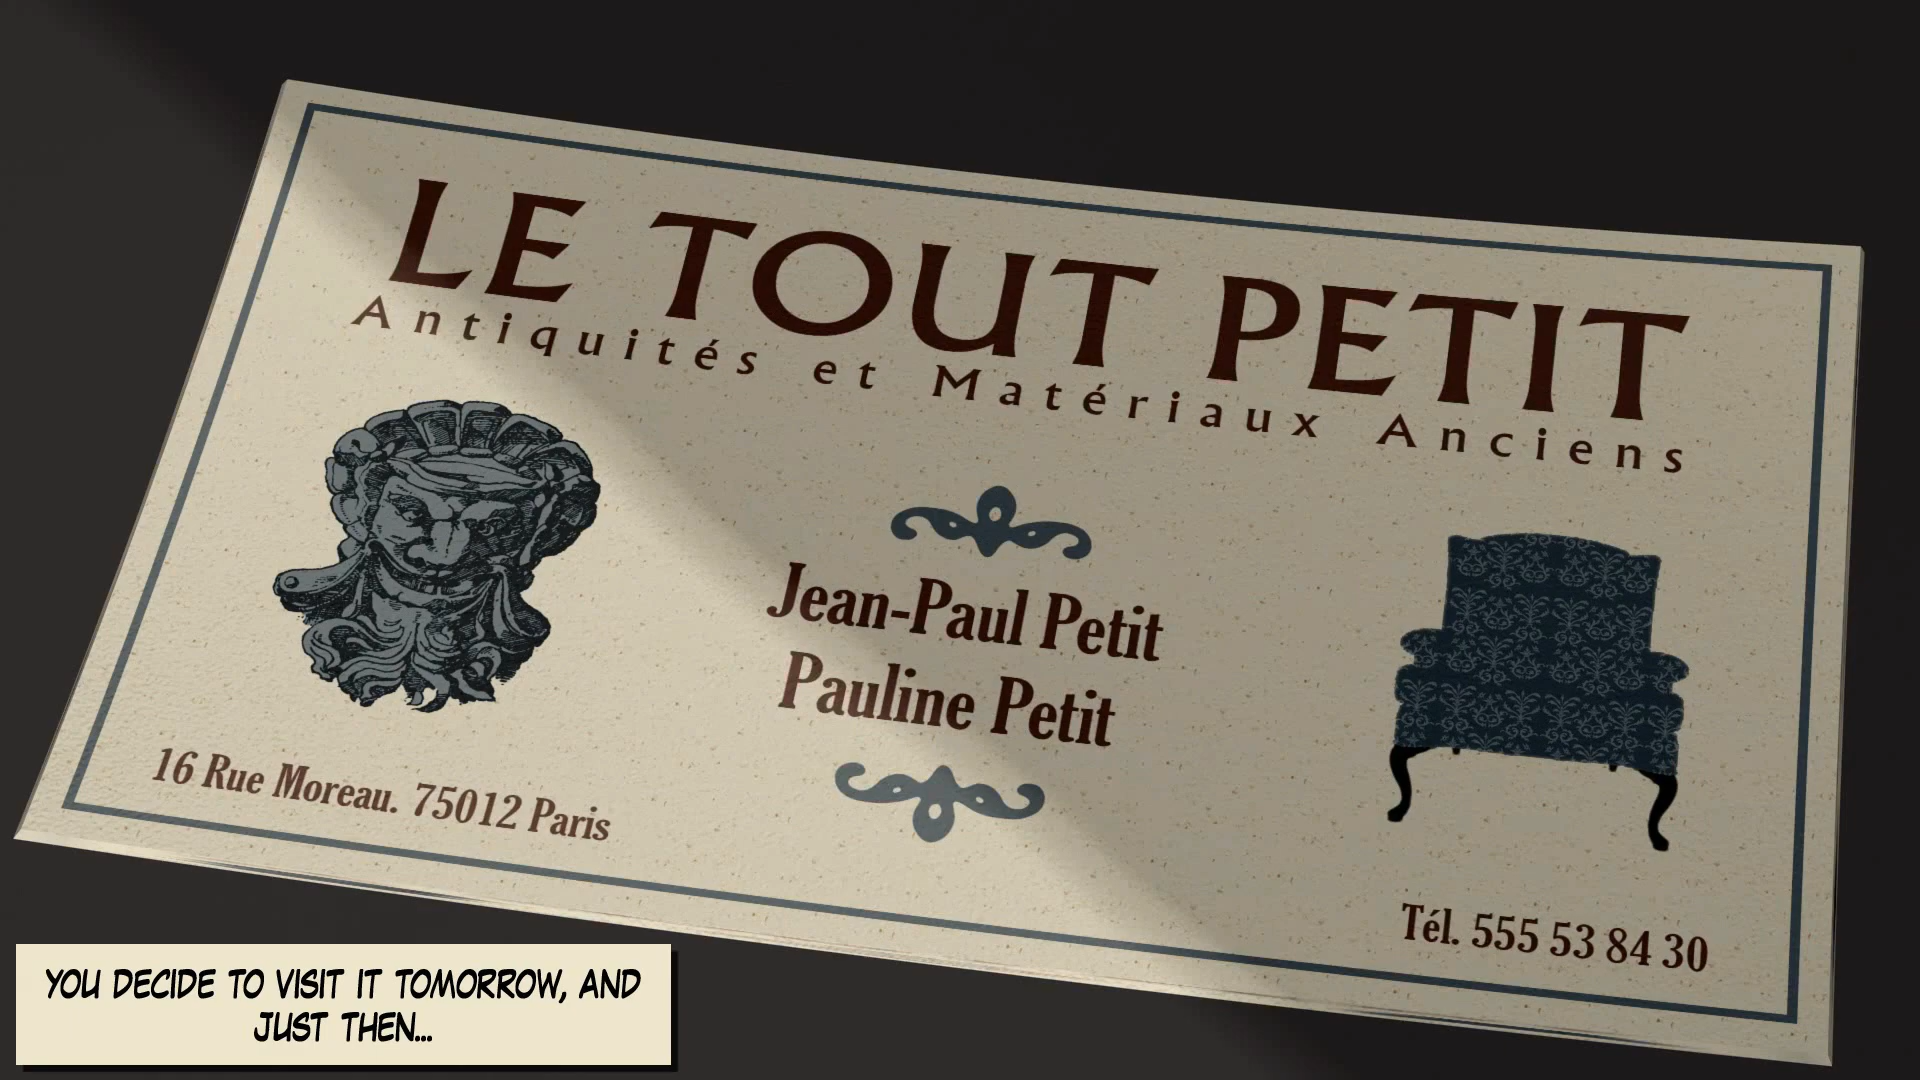 LE TOUT PETIT
Antiquités et Matériaux Anciens
Jean-Paul Petit
Pauline Petit
16 Rue Moreau. 75012 Paris
Tél. 555 53 84 30
YOU DECIDE TO VISIT IT TOMORROW, AND
JUST THEN...